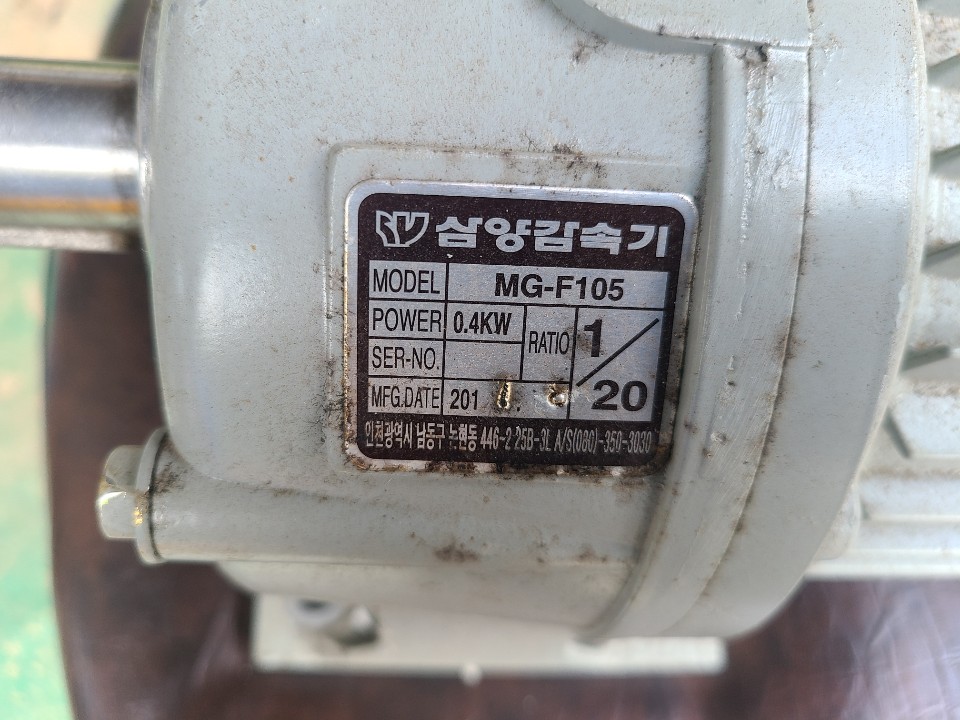 삼양감속기
MODEL MG-F105
POWER 0.4KW RATIO 1/20
SER-NO.
MFG.DATE 201
인천광역시 남동구 논현동 446-2 25B-3L A/S(080)-350-3030